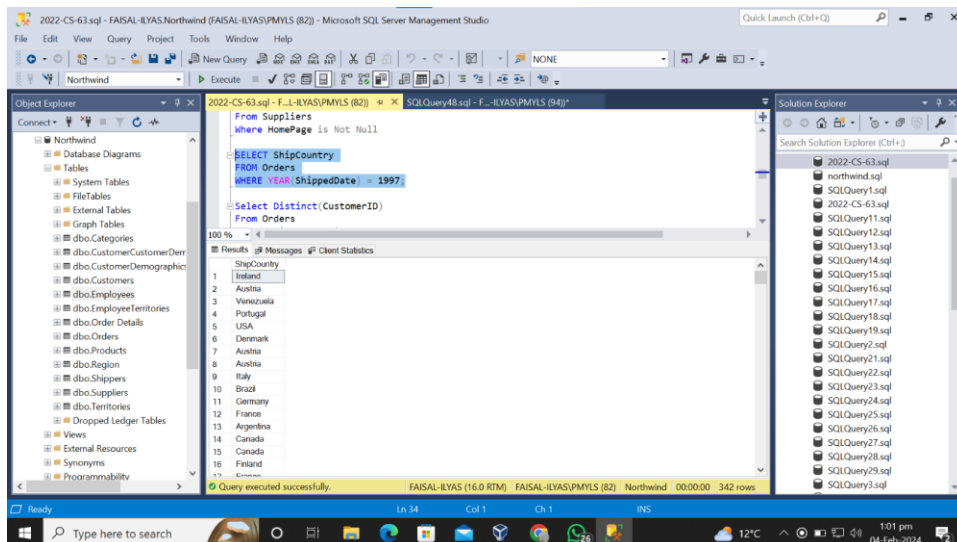 2022-CS-63.sql - FAISAL-ILYAS.Northwind (FAISAL-ILYAS\PMYLS (82)) - Microsoft SQL Server Management Studio
Quick Launch (Ctrl+Q)
File Edit View Query Project Tools Window Help
New Query
NONE
Northwind
Execute
Object Explorer
Connect
Northwind
Database Diagrams
Tables
System Tables
FileTables
External Tables
Graph Tables
dbo.Categories
dbo.CustomerCustomerDem
dbo.CustomerDemographics
dbo.Customers
dbo.Employees
dbo.EmployeeTerritories
dbo.Order Details
dbo.Orders
dbo.Products
dbo.Region
dbo.Shippers
dbo.Suppliers
dbo.Territories
Dropped Ledger Tables
Views
External Resources
Synonyms
Programmability
2022-CS-63.sql - F...L-ILYAS\PMYLS (82))
SQLQuery48.sql - F...-ILYAS\PMYLS (94))*
From Suppliers
Where HomePage is Not Null
SELECT ShipCountry
FROM Orders
WHERE YEAR(ShippedDate) = 1997;
Select Distinct(CustomerID)
From Orders
100 %
Results Messages Client Statistics
ShipCountry
1 Ireland
2 Austria
3 Venezuela
4 Portugal
5 USA
6 Denmark
7 Austria
8 Austria
9 Italy
10 Brazil
11 Germany
12 France
13 Argentina
14 Canada
15 Canada
16 Finland
17 France
Query executed successfully.
FAISAL-ILYAS (16.0 RTM) FAISAL-ILYAS\PMYLS (82) Northwind 00:00:00 342 rows
Solution Explorer
Search Solution Explorer (Ctrl+;)
2022-CS-63.sql
northwind.sql
SQLQuery1.sql
2022-CS-63.sql
SQLQuery11.sql
SQLQuery12.sql
SQLQuery13.sql
SQLQuery14.sql
SQLQuery15.sql
SQLQuery16.sql
SQLQuery17.sql
SQLQuery18.sql
SQLQuery19.sql
SQLQuery2.sql
SQLQuery21.sql
SQLQuery22.sql
SQLQuery23.sql
SQLQuery24.sql
SQLQuery25.sql
SQLQuery26.sql
SQLQuery27.sql
SQLQuery28.sql
SQLQuery29.sql
SQLQuery3.sql
Ready
Ln 34 Col 1 Ch 1 INS
Type here to search
26
12°C
1:01 pm
04-Feb-2024
2